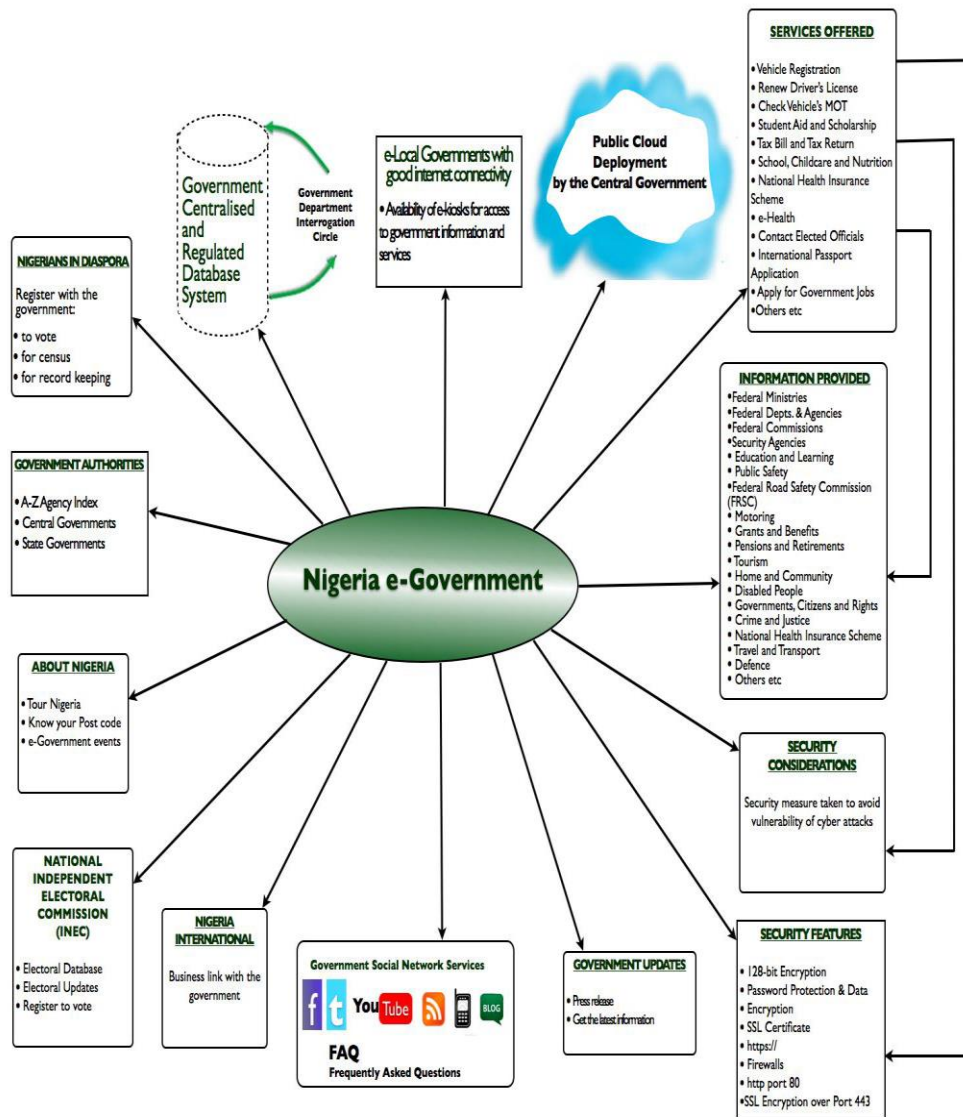 SERVICES OFFERED
• Vehicle Registration
• Renew Driver's License
• Check Vehicle's MOT
• Student Aid and Scholarship
• Tax Bill and Tax Return
• School, Childcare and Nutrition
• National Health Insurance
Scheme
• e-Health
• Contact Elected Officials
• International Passport
Application
• Apply for Government Jobs
•Others etc
Public Cloud
Deployment
by the Central Government
e-Local Governments with
good internet connectivity
• Availability of e-kiosks for access
to government information and
services
Government
Centralised
and
Regulated
Database
System
Government
Department
Interrogation
Circle
NIGERIANS IN DIASPORA
Register with the
government:
• to vote
• for census
• for record keeping
INFORMATION PROVIDED
•Federal Ministries
•Federal Depts. & Agencies
•Federal Commissions
•Security Agencies
• Education and Learning
• Public Safety
•Federal Road Safety Commission
(FRSC)
• Motoring
• Grants and Benefits
• Pensions and Retirements
•Tourism
• Home and Community
• Disabled People
• Governments, Citizens and Rights
• Crime and Justice
• National Health Insurance Scheme
•Travel and Transport
• Defence
• Others etc
GOVERNMENT AUTHORITIES
• A-Z Agency Index
• Central Governments
• State Governments
Nigeria e-Government
ABOUT NIGERIA
• Tour Nigeria
• Know your Post code
• e-Government events
SECURITY
CONSIDERATIONS
Security measure taken to avoid
vulnerability of cyber attacks
NATIONAL
INDEPENDENT
ELECTORAL
COMMISSION
(INEC)
• Electoral Database
• Electoral Updates
• Register to vote
NIGERIA
INTERNATIONAL
Business link with the
government
Government Social Network Services
f t YouTube BLOG
FAQ
Frequently Asked Questions
GOVERNMENT UPDATES
• Press release
• Get the latest information
SECURITY FEATURES
• 128-bit Encryption
• Password Protection & Data
• Encryption
• SSL Certificate
• https://
• Firewalls
• http port 80
•SSL Encryption over Port 443